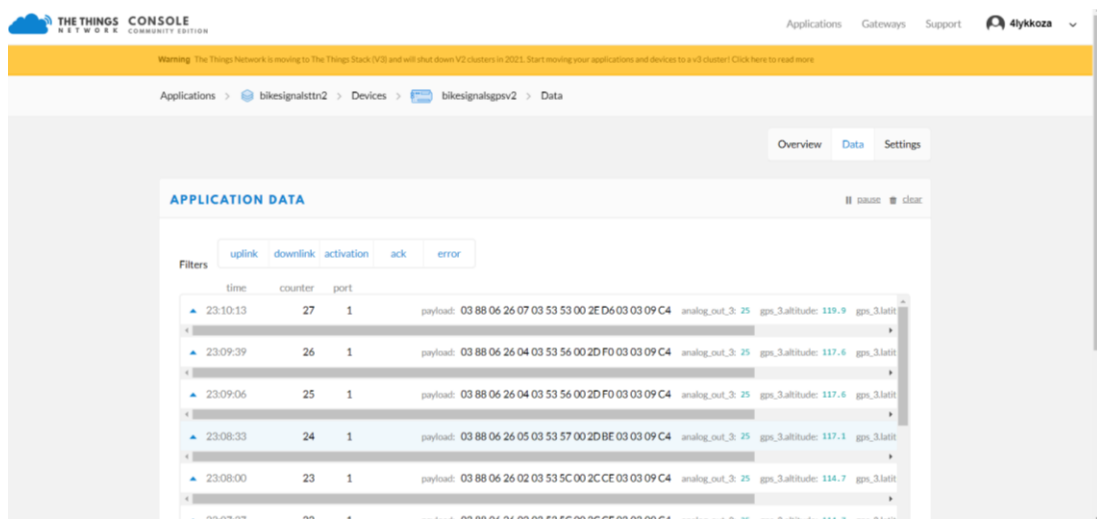 THE THINGS CONSOLE
NETWORK COMMUNITY EDITION
Applications Gateways Support 4lykkoza
Warning The Things Network is moving to The Things Stack (V3) and will shut down V2 clusters in 2021. Start moving your applications and devices to a v3 cluster! Click here to read more
Applications > bikesignalsttn2 > Devices > bikesignalsgpsv2 > Data
Overview Data Settings
APPLICATION DATA
pause clear
Filters uplink downlink activation ack error
time counter port
23:10:13 27 1 payload: 03 88 06 26 07 03 53 53 00 2E D6 03 03 09 C4 analog_out_3: 25 gps_3.altitude: 119.9 gps_3.latit
23:09:39 26 1 payload: 03 88 06 26 04 03 53 56 00 2D F0 03 03 09 C4 analog_out_3: 25 gps_3.altitude: 117.6 gps_3.latit
23:09:06 25 1 payload: 03 88 06 26 04 03 53 56 00 2D F0 03 03 09 C4 analog_out_3: 25 gps_3.altitude: 117.6 gps_3.latit
23:08:33 24 1 payload: 03 88 06 26 05 03 53 57 00 2D BE 03 03 09 C4 analog_out_3: 25 gps_3.altitude: 117.1 gps_3.latit
23:08:00 23 1 payload: 03 88 06 26 02 03 53 5C 00 2C CE 03 03 09 C4 analog_out_3: 25 gps_3.altitude: 114.7 gps_3.latit